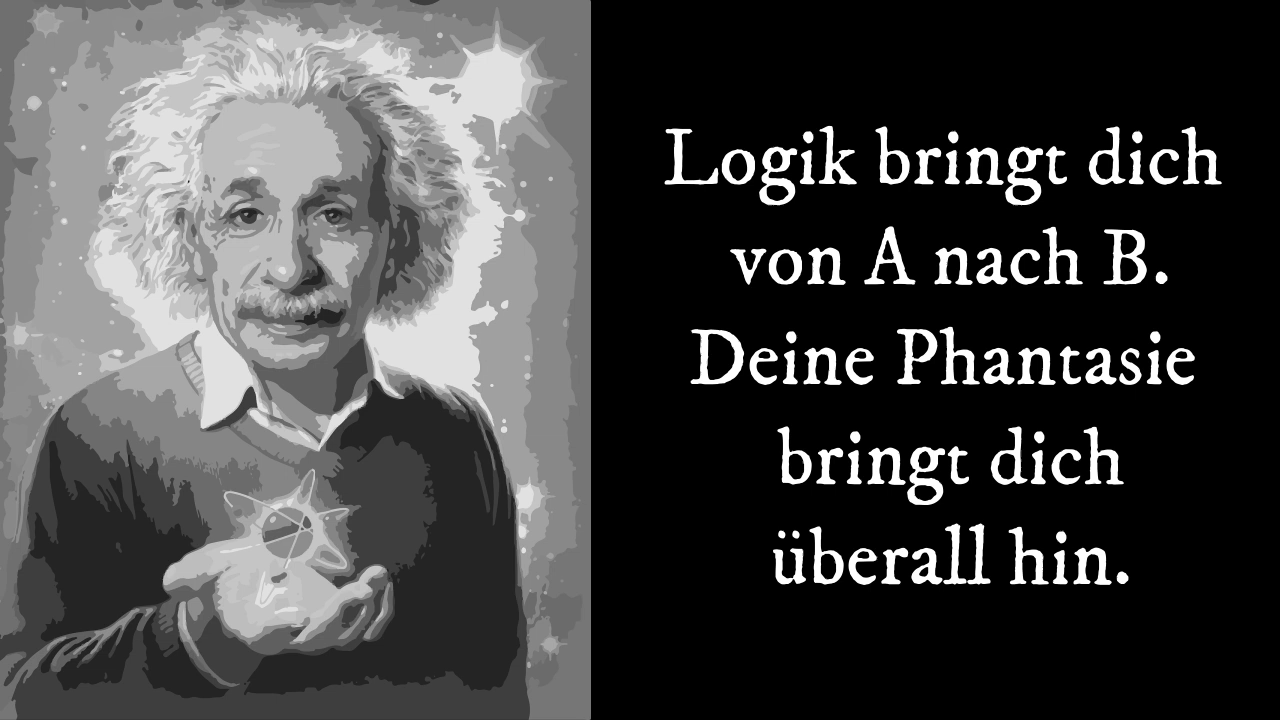 Logik bringt dich
von A nach B.
Deine Phantasie
bringt dich
überall hin.